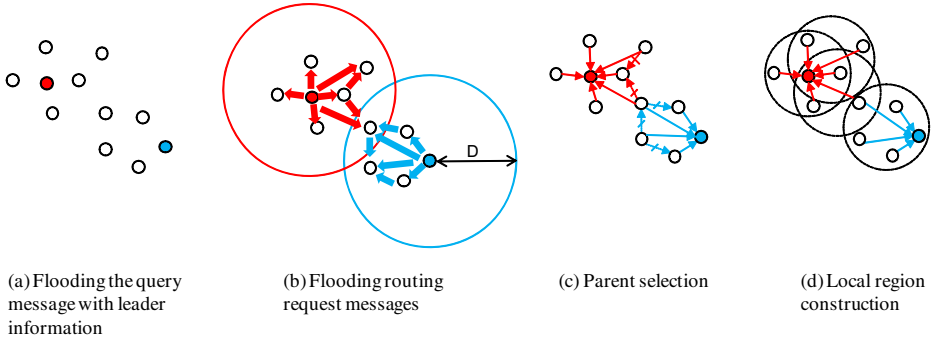 D
(a) Flooding the query
message with leader
information
(b) Flooding routing
request messages
(c) Parent selection
(d) Local region
construction